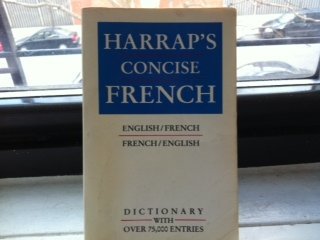 HARRAP'S
CONCISE
FRENCH
ENGLISH/FRENCH
FRENCH/ENGLISH
DICTIONARY
WITH
OVER 75,000 ENTRIES